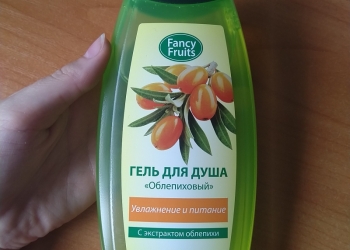 Fancy
Fruits
ГЕЛЬ ДЛЯ ДУША
«Облепиховый»
Увлажнение и питание
С экстрактом облепихи